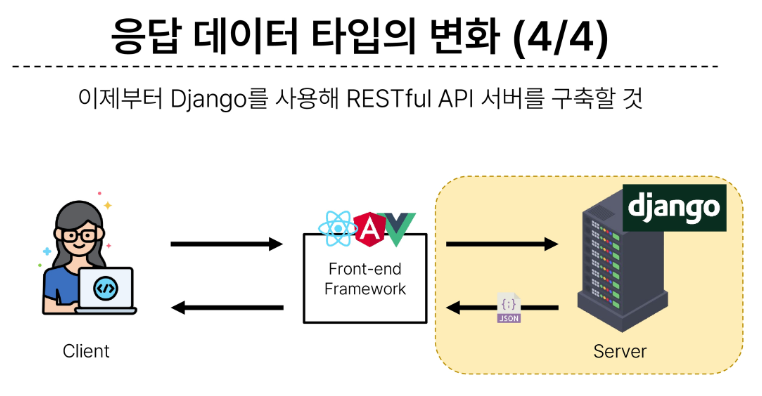 응답 데이터 타입의 변화 (4/4)
이제부터 Django를 사용해 RESTful API 서버를 구축할 것
django
A
Front-end
Framework
</>
{;}
JSON
Client
Server